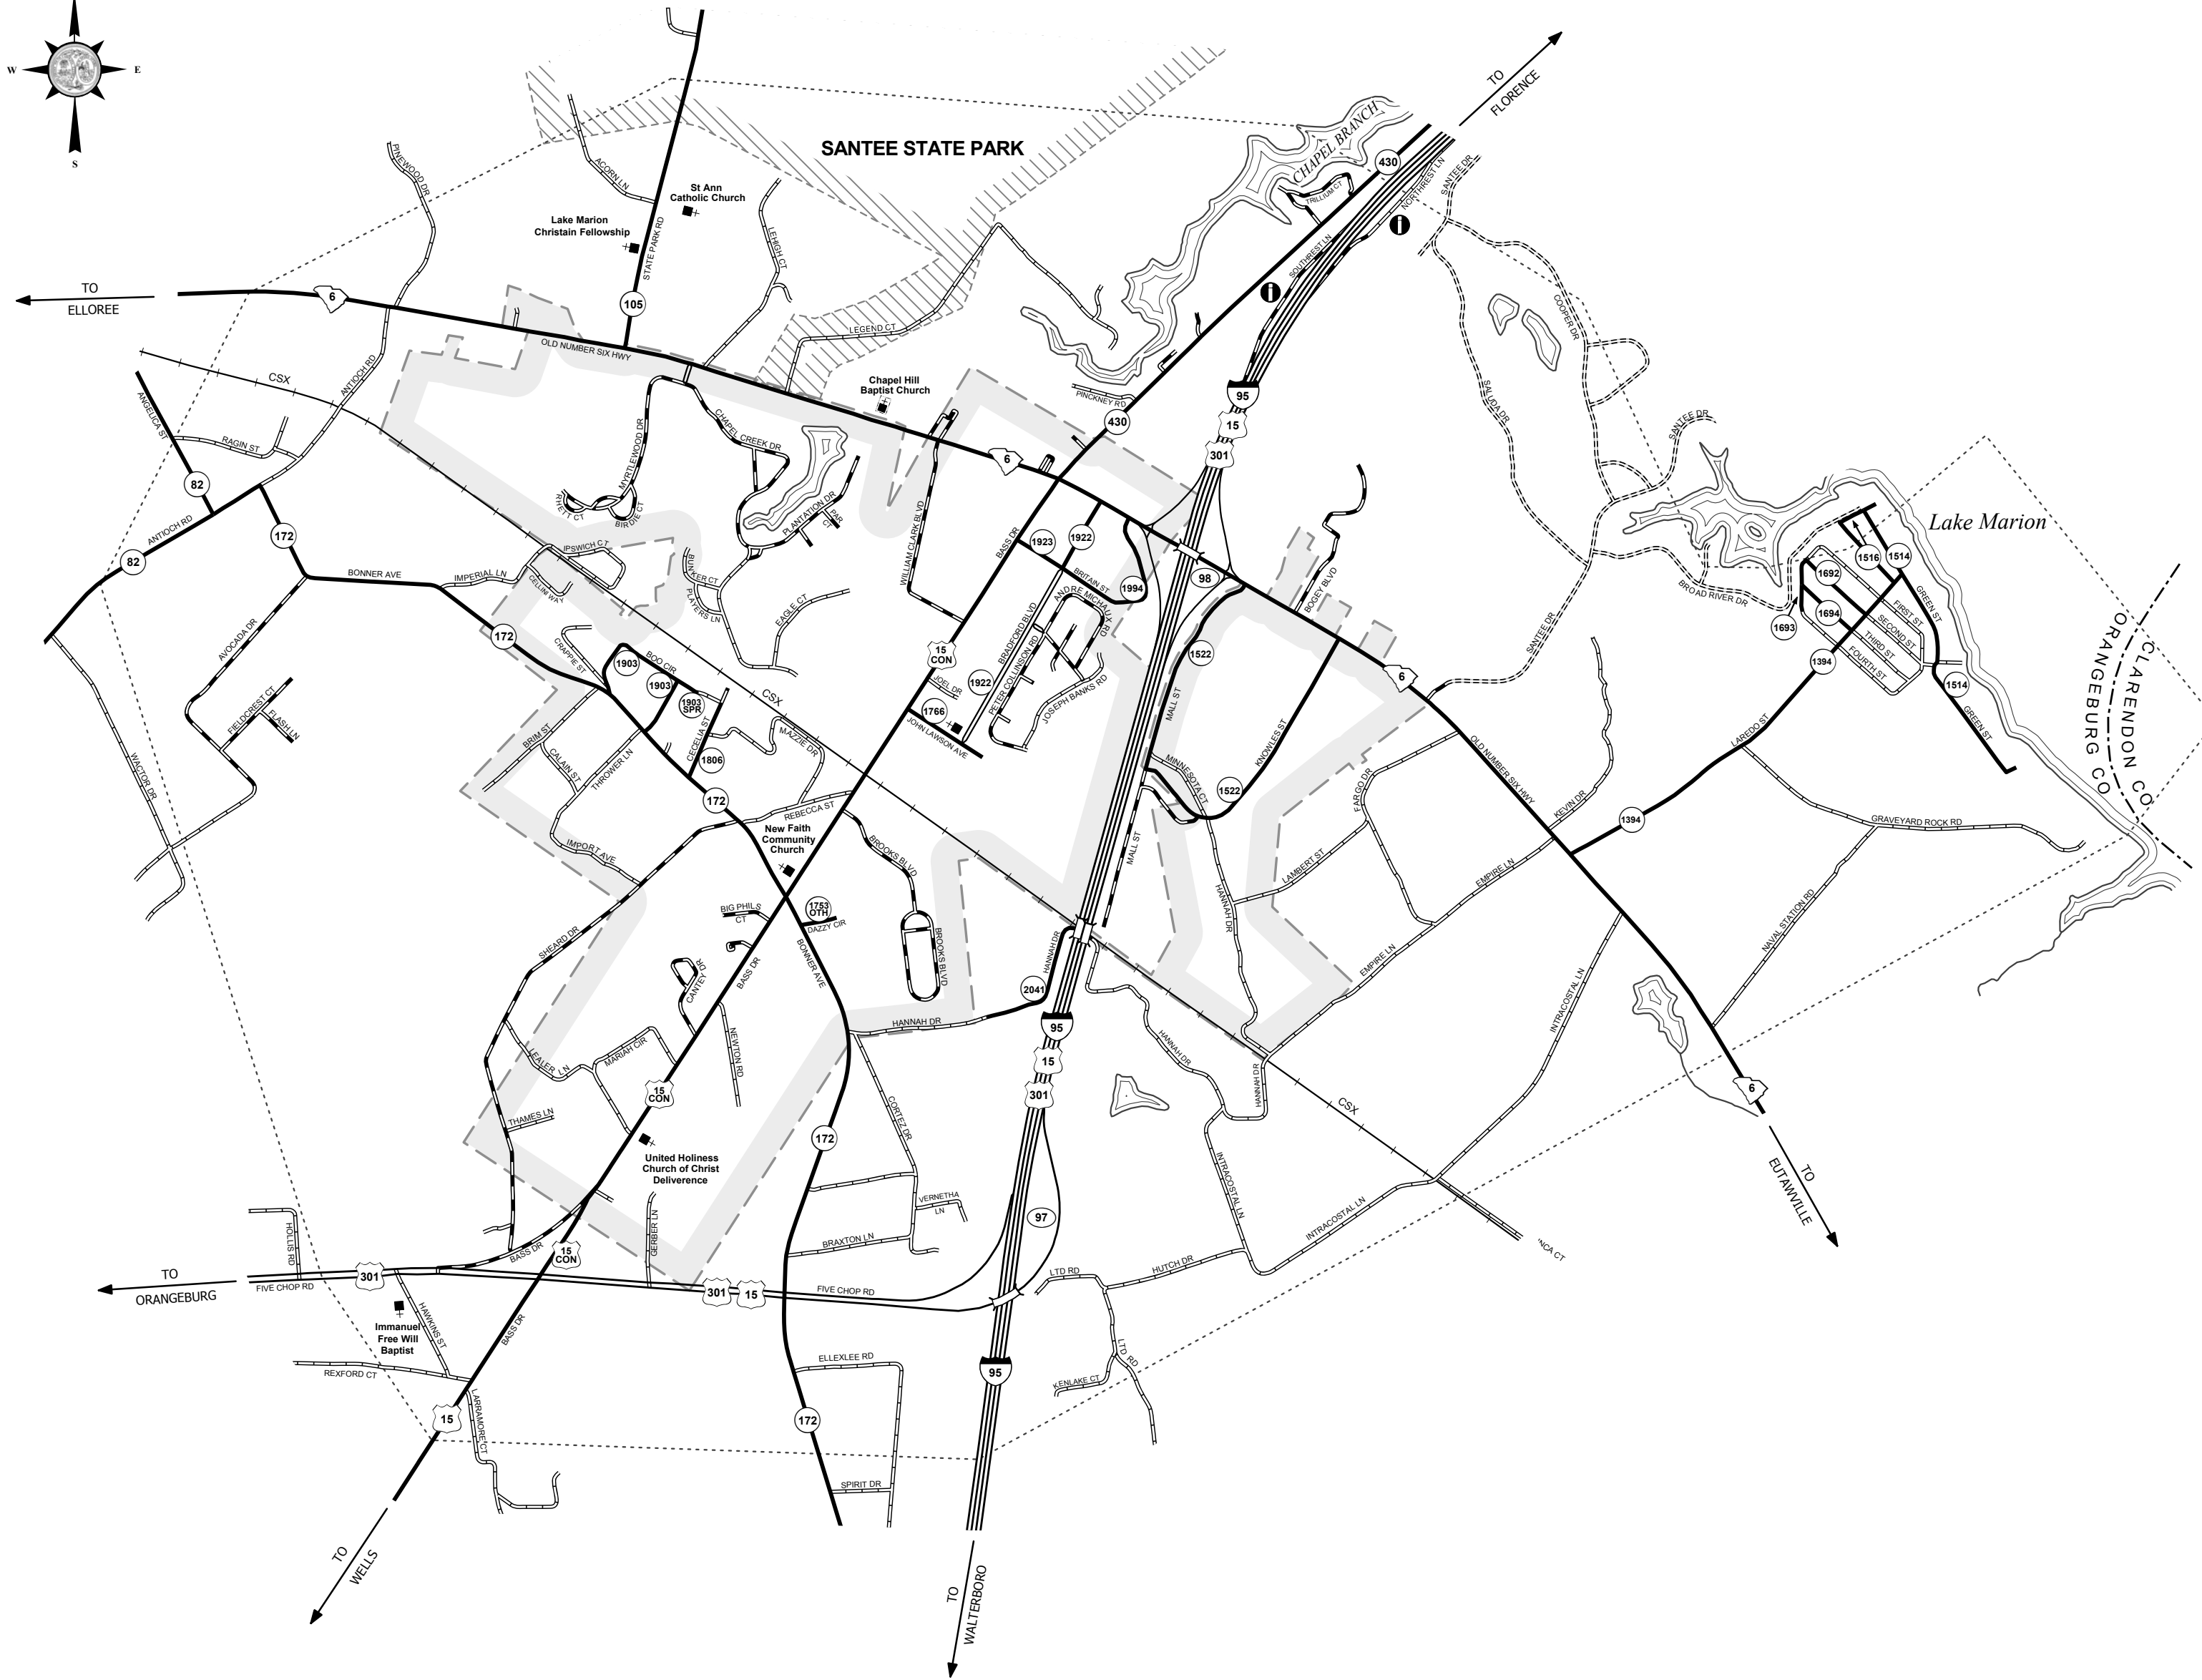 W
E
S
TO
FLORENCE
SANTEE STATE PARK
CHAPEL BRANCH
430
TRILLIUM CT
NORTHREST LN
SANTEE DR
PINEWOOD DR
ACORN LN
St Ann
Catholic Church
Lake Marion
Christain Fellowship
STATE PARK RD
LEHIGH CT
SOUTHREST LN
TO
ELLOREE
6
105
OLD NUMBER SIX HWY
LEGEND CT
COOPER DR
CSX
ANTIOCH RD
ANGELICA ST
RAGIN ST
Chapel Hill
Baptist Church
PINCKNEY RD
430
95
15
301
SALUDA DR
SANTEE DR
MYRTLEWOOD DR
CHAPEL CREEK DR
6
82
RHETT CT
BIRDIE CT
PLANTATION DR
PAR
CT
WILLIAM CLARK BLVD
BASS DR
Lake Marion
ANTIOCH RD
82
172
BONNER AVE
IMPERIAL LN
IPSWICH CT
CELLIN WAY
BUNKER CT
PLAYERS LN
EAGLE CT
1923
1922
BRITAIN ST
1994
98
BOGEY BLVD
BROAD RIVER DR
SANTEE DR
1516
1514
1692
1694
1693
FIRST ST
SECOND ST
THIRD ST
FOURTH ST
GREEN ST
1394
1514
GREEN ST
CLARENDON CO
ORANGEBURG CO
AVOCADA DR
172
CRAPPIE ST
1903
BOO CIR
1903
1903
SPR
CSX
ANDRE MICHAUX RD
BRADFORD BLVD
PETER COLLINSON RD
JOSEPH BANKS RD
15
CON
JOEL DR
1922
1766
JOHN LAWSON AVE
1522
MALL ST
6
FIELDCREST CT
FLASH LN
WACTOR DR
BRIM ST
CALAIN ST
THROWER LN
CECELIA ST
1806
MAZZIE DR
172
REBECCA ST
IMPORT AVE
MINNESOTA CT
KNOWLES ST
1522
OLD NUMBER SIX HWY
FARGO DR
KEVIN DR
LAREDO ST
1394
GRAVEYARD ROCK RD
New Faith
Community
Church
BROOKS BLVD
MALL ST
HANNAH DR
LAMBERT ST
EMPIRE LN
NAVAL STATION RD
BIG PHILS
CT
1753
OTH
DAZZY CIR
BROOKS BLVD
SHEARD DR
CANTEY DR
BASS DR
BONNER AVE
HANNAH DR
2041
EMPIRE LN
INTRACOSTAL LN
HANNAH DR
95
15
301
LEALER LN
MARIAH CIR
NEWTON RD
15
CON
CORTEZ DR
HANNAH DR
HANNAH DR
CSX
6
THAMES LN
United Holiness
Church of Christ
Deliverence
172
TO
EUTAWVILLE
HOLLIS RD
GERBER LN
VERNETHA
LN
97
INTRACOSTAL LN
INTRACOSTAL LN
BASS DR
15
CON
BRAXTON LN
HUTCH DR
LTD RD
TO
ORANGEBURG
301
FIVE CHOP RD
301
15
FIVE CHOP RD
HAWKINS ST
Immanuel
Free Will
Baptist
BASS DR
REXFORD CT
ELLEXLEE RD
95
LTD RD
KENLAKE CT
15
LARRAMORE CT
172
SPIRIT DR
TO
WELLS
TO
WALTERBORO